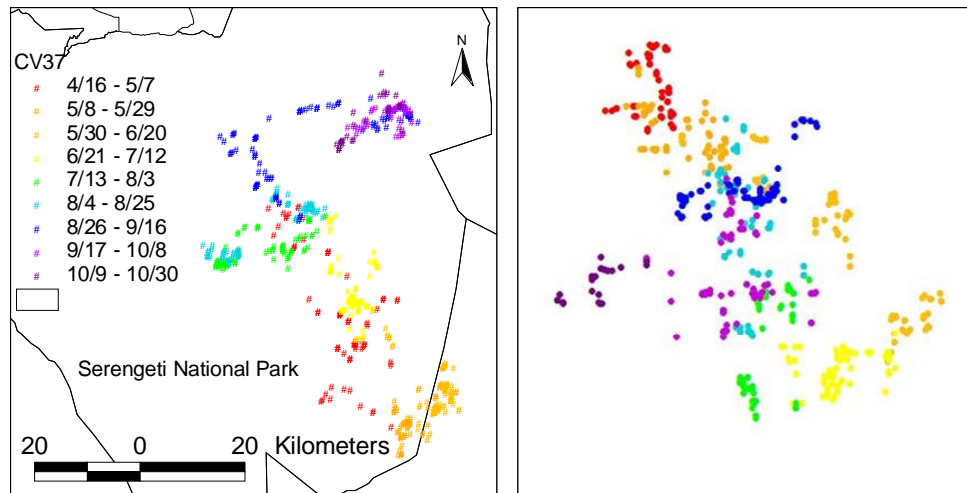 N
CV37
4/16 - 5/7
5/8 - 5/29
5/30 - 6/20
6/21 - 7/12
7/13 - 8/3
8/4 - 8/25
8/26 - 9/16
9/17 - 10/8
10/9 - 10/30
Serengeti National Park
20 0 20 Kilometers